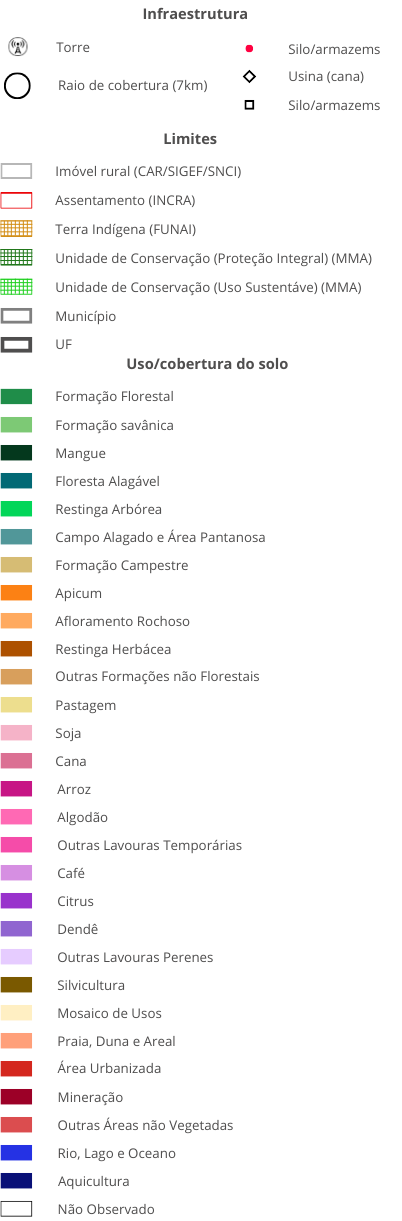 Infraestrutura
Torre
Silo/armazems
Raio de cobertura (7km)
Usina (cana)
Silo/armazems
Limites
Imóvel rural (CAR/SIGEF/SNCI)
Assentamento (INCRA)
Terra Indígena (FUNAI)
Unidade de Conservação (Proteção Integral) (MMA)
Unidade de Conservação (Uso Sustentáve) (MMA)
Município
UF
Uso/cobertura do solo
Formação Florestal
Formação savânica
Mangue
Floresta Alagável
Restinga Arbórea
Campo Alagado e Área Pantanosa
Formação Campestre
Apicum
Afloramento Rochoso
Restinga Herbácea
Outras Formações não Florestais
Pastagem
Soja
Cana
Arroz
Algodão
Outras Lavouras Temporárias
Café
Citrus
Dendê
Outras Lavouras Perenes
Silvicultura
Mosaico de Usos
Praia, Duna e Areal
Área Urbanizada
Mineração
Outras Áreas não Vegetadas
Rio, Lago e Oceano
Aquicultura
Não Observado